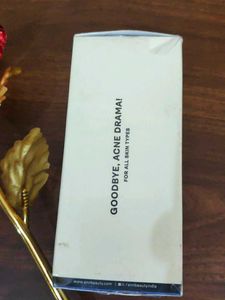 GOODBYE, ACNE DRAMA!
FOR ALL SKIN TYPES